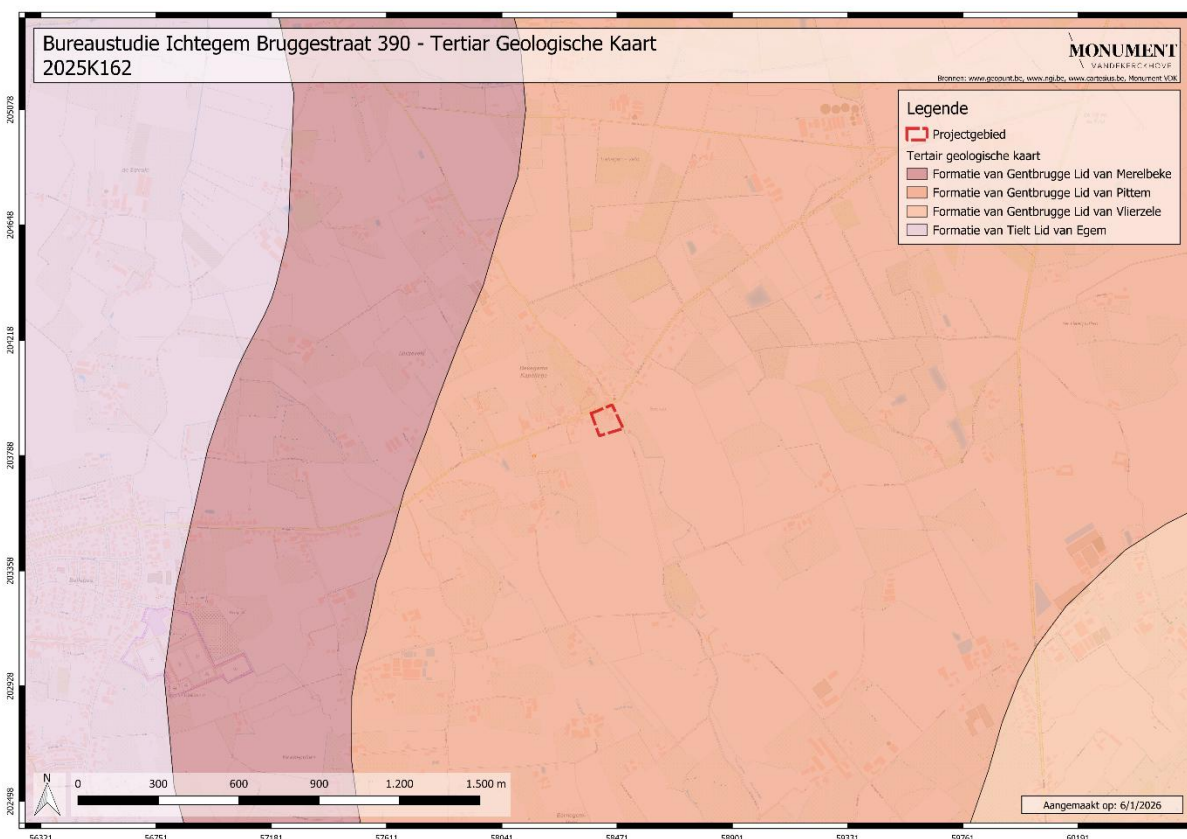 Bureaustudie Ichtegem Bruggestraat 390 - Tertiar Geologische Kaart
2025K162
MONUMENT
VANDEKERCKHOVE
Bronnen: www.geopunt.be, www.ngi.be, www.cartesius.be, Monument VDK
Legende
Projectgebied
Tertair geologische kaart
Formatie van Gentbrugge Lid van Merelbeke
Formatie van Gentbrugge Lid van Pittem
Formatie van Gentbrugge Lid van Vlierzele
Formatie van Tielt Lid van Egem
205078
204648
204218
203788
203358
202928
202498
N
0 300 600 900 1.200 1.500 m
Aangemaakt op: 6/1/2026
56321 56751 57181 57611 58041 58471 58901 59331 59761 60191